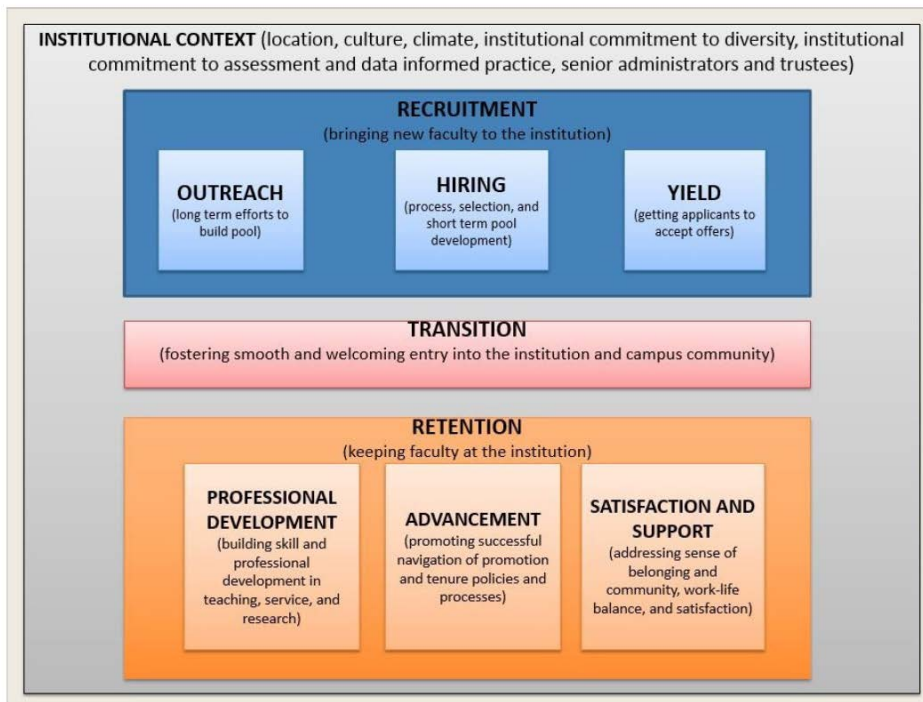 INSTITUTIONAL CONTEXT (location, culture, climate, institutional commitment to diversity, institutional
commitment to assessment and data informed practice, senior administrators and trustees)
RECRUITMENT
(bringing new faculty to the institution)
OUTREACH
(long term efforts to
build pool)
HIRING
(process, selection, and
short term pool
development)
YIELD
(getting applicants to
accept offers)
TRANSITION
(fostering smooth and welcoming entry into the institution and campus community)
RETENTION
(keeping faculty at the institution)
PROFESSIONAL
DEVELOPMENT
(building skill and
professional
development in
teaching, service, and
research)
ADVANCEMENT
(promoting successful
navigation of promotion
and tenure policies and
processes)
SATISFACTION AND
SUPPORT
(addressing sense of
belonging and
community, work-life
balance, and satisfaction)